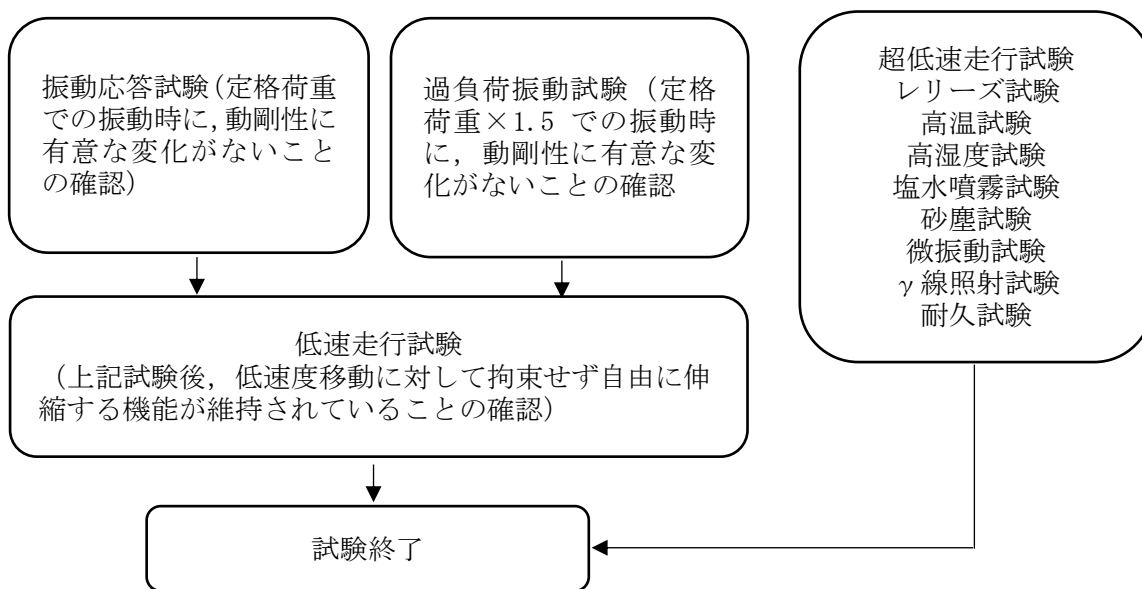 振動応答試験(定格荷重
での振動時に,動剛性に
有意な変化がないこと
の確認)
過負荷振動試験（定格
荷重×1.5 での振動時
に，動剛性に有意な変
化がないことの確認
超低速走行試験
レリーズ試験
高温試験
高湿度試験
塩水噴霧試験
砂塵試験
微振動試験
γ線照射試験
耐久試験
低速走行試験
（上記試験後，低速度移動に対して拘束せず自由に伸
縮する機能が維持されていることの確認）
試験終了